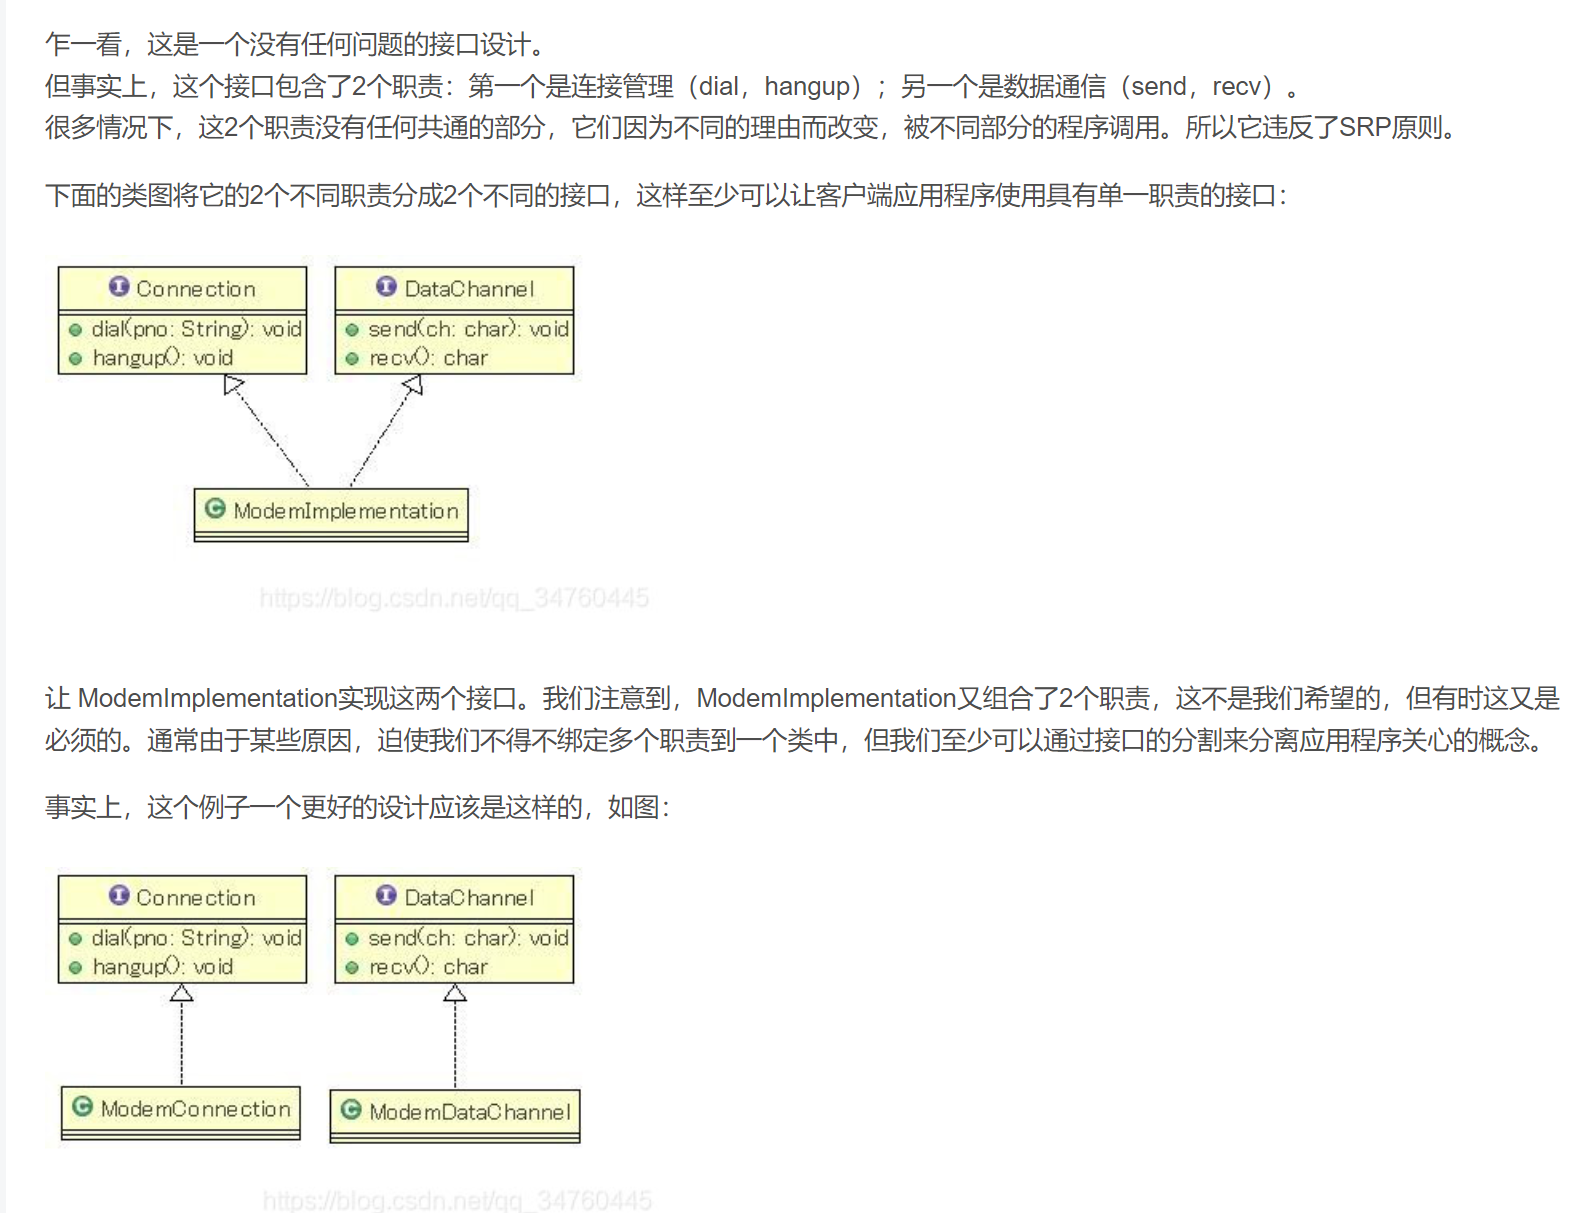 乍一看，这是一个没有任何问题的接口设计。
但事实上，这个接口包含了2个职责：第一个是连接管理（dial，hangup）；另一个是数据通信（send，recv）。
很多情况下，这2个职责没有任何共通的部分，它们因为不同的理由而改变，被不同部分的程序调用。所以它违反了SRP原则。
下面的类图将它的2个不同职责分成2个不同的接口，这样至少可以让客户端应用程序使用具有单一职责的接口：
I Connection
dial(pno: String): void
hangup(): void
I DataChannel
send(ch: char): void
recv(): char
C ModemImplementation
https://blog.csdn.net/qq_34760445
让 ModemImplementation实现这两个接口。我们注意到，ModemImplementation又组合了2个职责，这不是我们希望的，但有时这又是
必须的。通常由于某些原因，迫使我们不得不绑定多个职责到一个类中，但我们至少可以通过接口的分割来分离应用程序关心的概念。
事实上，这个例子一个更好的设计应该是这样的，如图：
I Connection
dial(pno: String): void
hangup(): void
I DataChannel
send(ch: char): void
recv(): char
C ModemConnection
C ModemDataChannel
https://blog.csdn.net/qq_34760445